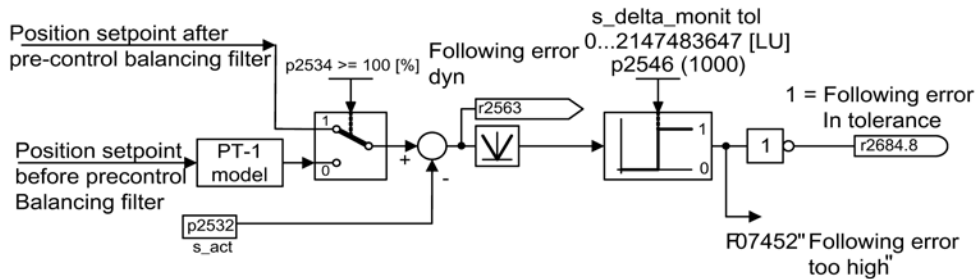 s_delta_monit tol
0...2147483647 [LU]
p2546 (1000)
Position setpoint after
pre-control balancing filter
p2534 >= 100 [%]
Following error
dyn
r2563
1 = Following error
In tolerance
r2684.8
1
0
+
-
1
0
1
Position setpoint
before precontrol
Balancing filter
PT-1
model
p2532
s_act
F07452"Following error
too high"